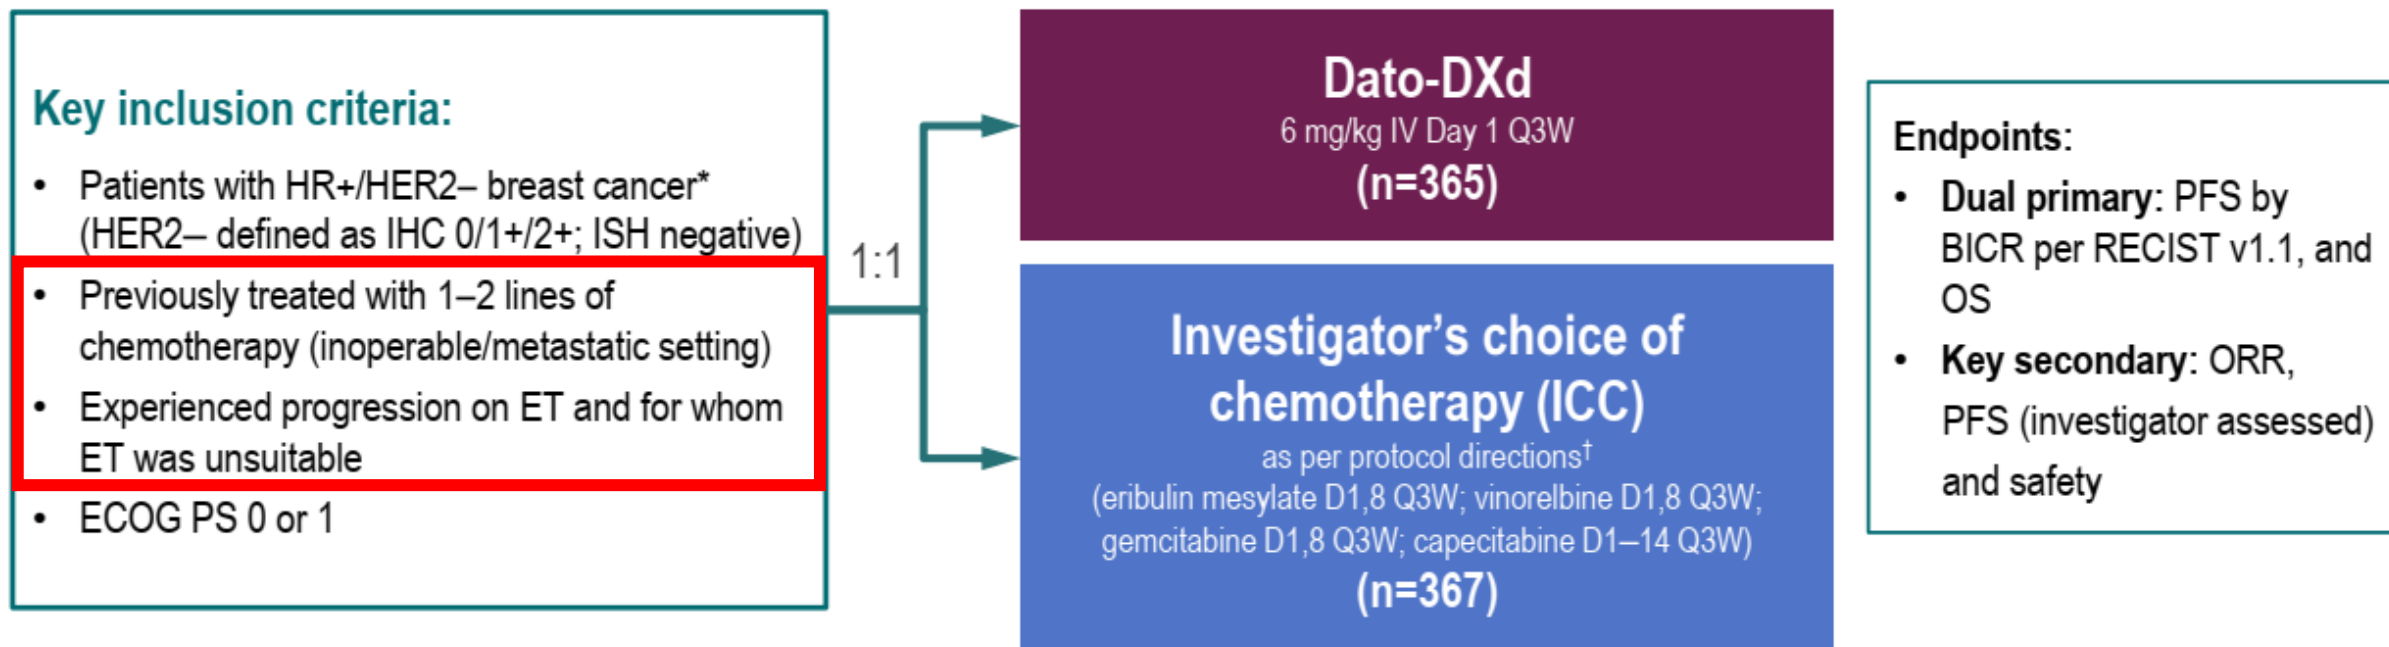 Key inclusion criteria:
• Patients with HR+/HER2– breast cancer*
(HER2– defined as IHC 0/1+/2+; ISH negative)
• Previously treated with 1–2 lines of
chemotherapy (inoperable/metastatic setting)
• Experienced progression on ET and for whom
ET was unsuitable
• ECOG PS 0 or 1
1:1
Dato-DXd
6 mg/kg IV Day 1 Q3W
(n=365)
Investigator’s choice of
chemotherapy (ICC)
as per protocol directions†
(eribulin mesylate D1,8 Q3W; vinorelbine D1,8 Q3W;
gemcitabine D1,8 Q3W; capecitabine D1–14 Q3W)
(n=367)
Endpoints:
• Dual primary: PFS by
BICR per RECIST v1.1, and
OS
• Key secondary: ORR,
PFS (investigator assessed)
and safety